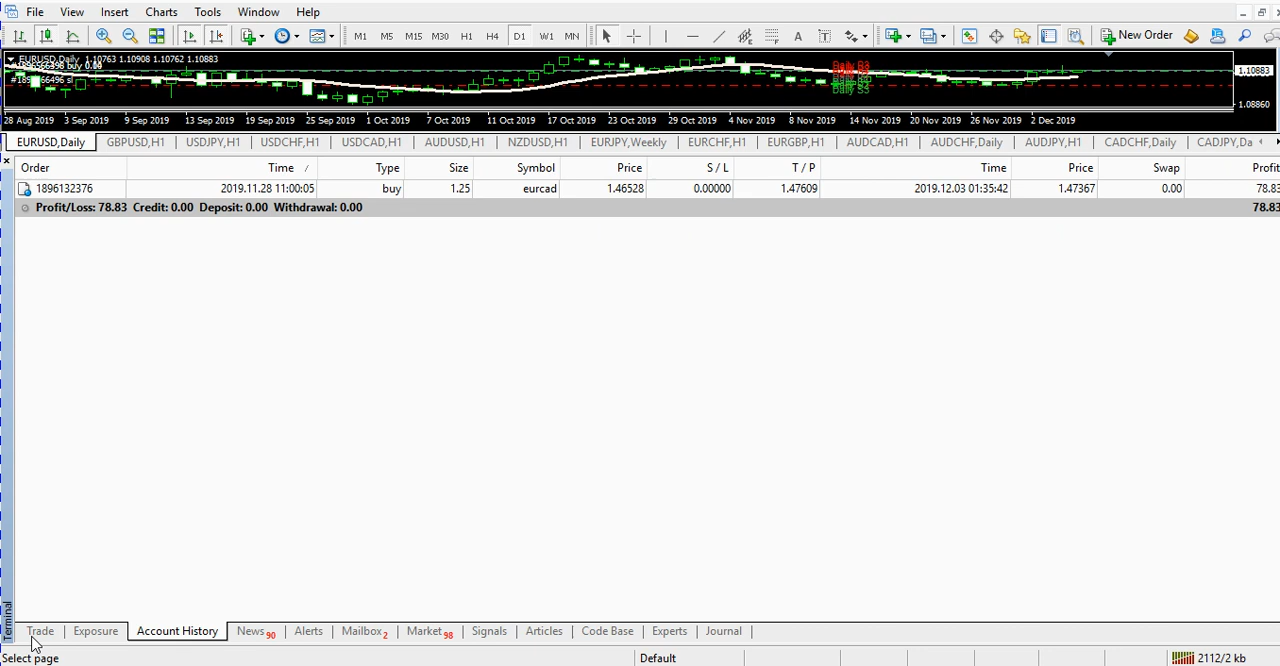 File View Insert Charts Tools Window Help
M1 M5 M15 M30 H1 H4 D1 W1 MN New Order
EURUSD,Daily 1.10763 1.10908 1.10762 1.10883
1.10883
1.08860
28 Aug 2019 3 Sep 2019 9 Sep 2019 13 Sep 2019 19 Sep 2019 25 Sep 2019 1 Oct 2019 7 Oct 2019 11 Oct 2019 17 Oct 2019 23 Oct 2019 29 Oct 2019 4 Nov 2019 8 Nov 2019 14 Nov 2019 20 Nov 2019 26 Nov 2019 2 Dec 2019
EURUSD,Daily GBPUSD,H1 USDJPY,H1 USDCHF,H1 USDCAD,H1 AUDUSD,H1 NZDUSD,H1 EURJPY,Weekly EURCHF,H1 EURGBP,H1 AUDCAD,H1 AUDCHF,Daily AUDJPY,H1 CADCHF,Daily CADJPY,Da
Order Time / Type Size Symbol Price S / L T / P Time Price Swap Profit
1896132376 2019.11.28 11:00:05 buy 1.25 eurcad 1.46528 0.00000 1.47609 2019.12.03 01:35:42 1.47367 0.00 78.83
Profit/Loss: 78.83 Credit: 0.00 Deposit: 0.00 Withdrawal: 0.00 78.83
Terminal
Trade Exposure Account History News 90 Alerts Mailbox 2 Market 98 Signals Articles Code Base Experts Journal
Select page Default 2112/2 kb